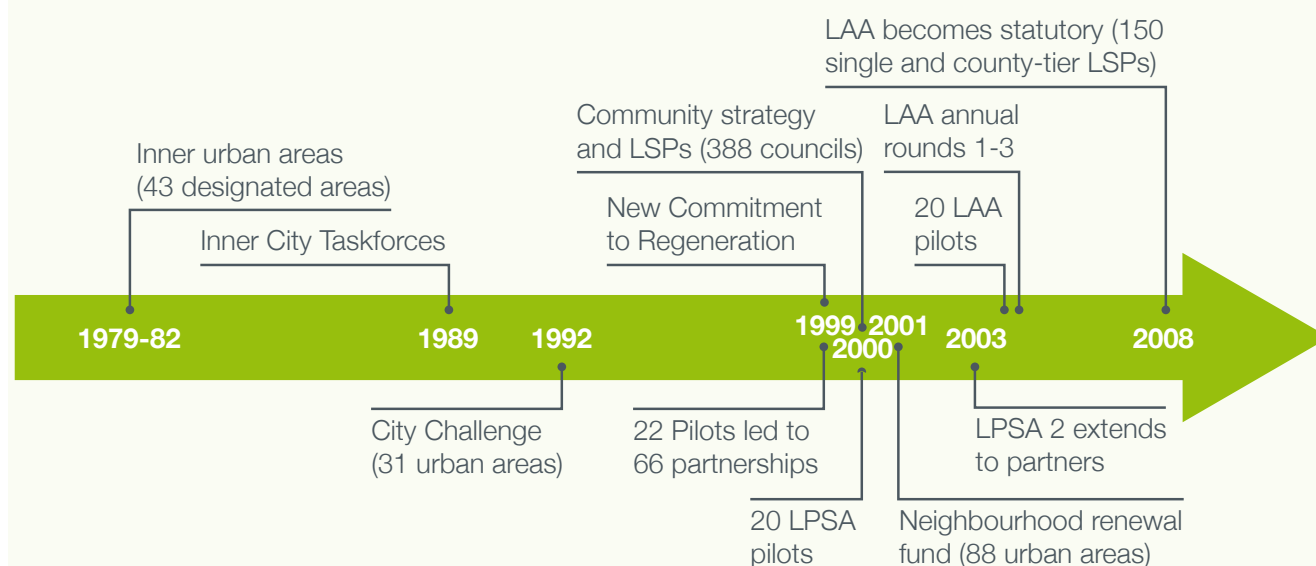 LAA becomes statutory (150
single and county-tier LSPs)
Community strategy
and LSPs (388 councils)
LAA annual
rounds 1-3
Inner urban areas
(43 designated areas)
New Commitment
to Regeneration
20 LAA
pilots
Inner City Taskforces
1979-82
1989
1992
1999
2000
2001
2003
2008
City Challenge
(31 urban areas)
22 Pilots led to
66 partnerships
LPSA 2 extends
to partners
20 LPSA
pilots
Neighbourhood renewal
fund (88 urban areas)